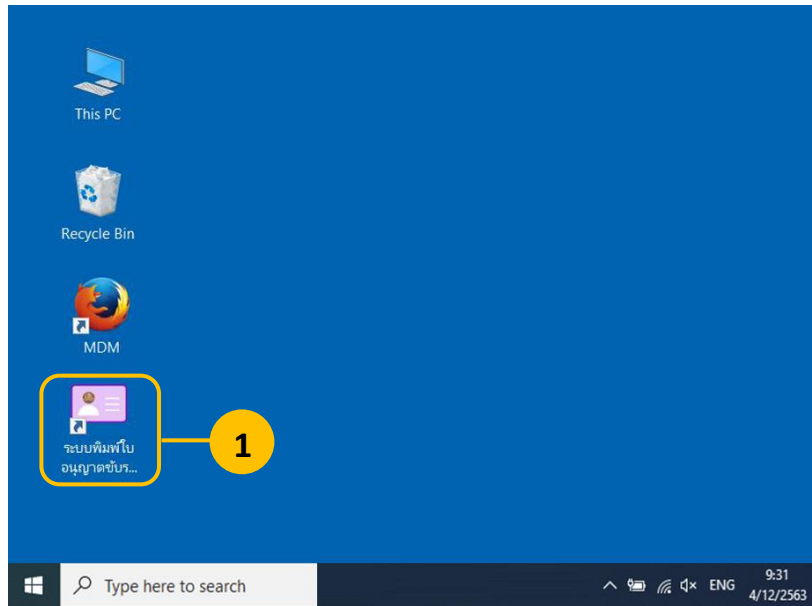 This PC
Recycle Bin
MDM
ระบบพิมพ์ใบ
อนุญาตขับร...
1
Type here to search
ENG
9:31
4/12/2563